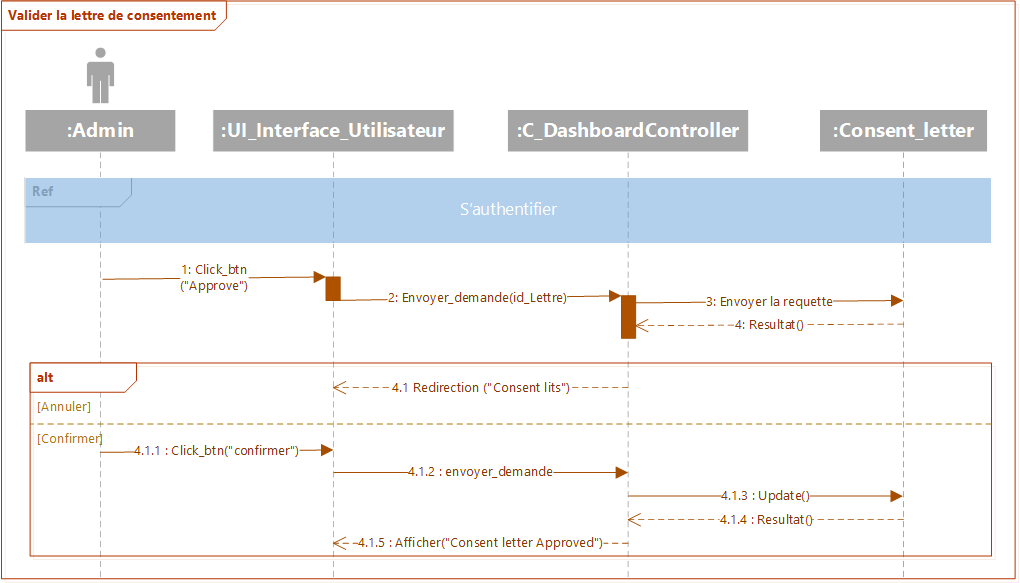 Valider la lettre de consentement
:Admin
:UI_Interface_Utilisateur
:C_DashboardController
:Consent_letter
Ref
S'authentifier
1: Click_btn
("Approve")
2: Envoyer_demande(id_Lettre)
3: Envoyer la requette
4: Resultat()
alt
4.1 Redirection ("Consent lits")
[Annuler]
[Confirmer]
4.1.1 : Click_btn("confirmer")
4.1.2 : envoyer_demande
4.1.3 : Update()
4.1.4 : Resultat()
4.1.5 : Afficher("Consent letter Approved")